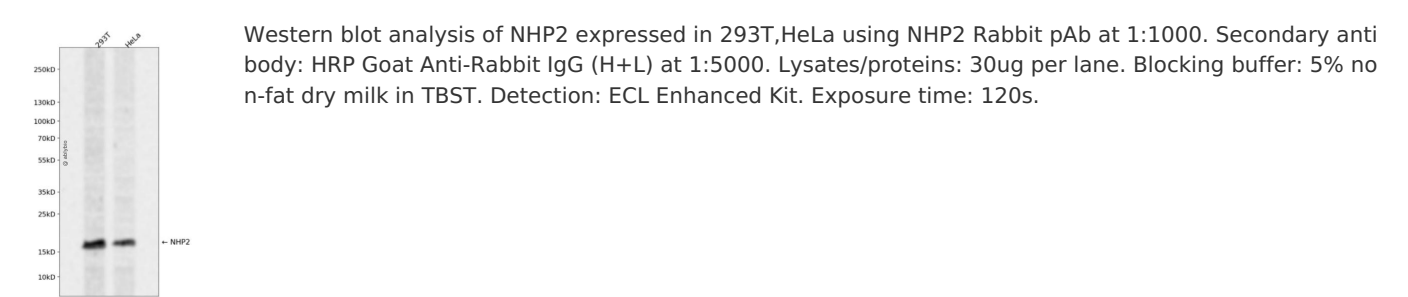 293T HeLa
Western blot analysis of NHP2 expressed in 293T,HeLa using NHP2 Rabbit pAb at 1:1000. Secondary anti
body: HRP Goat Anti-Rabbit IgG (H+L) at 1:5000. Lysates/proteins: 30ug per lane. Blocking buffer: 5% no
n-fat dry milk in TBST. Detection: ECL Enhanced Kit. Exposure time: 120s.
250kD
130kD
100kD
70kD
55kD
35kD
25kD
← NHP2
15kD
10kD